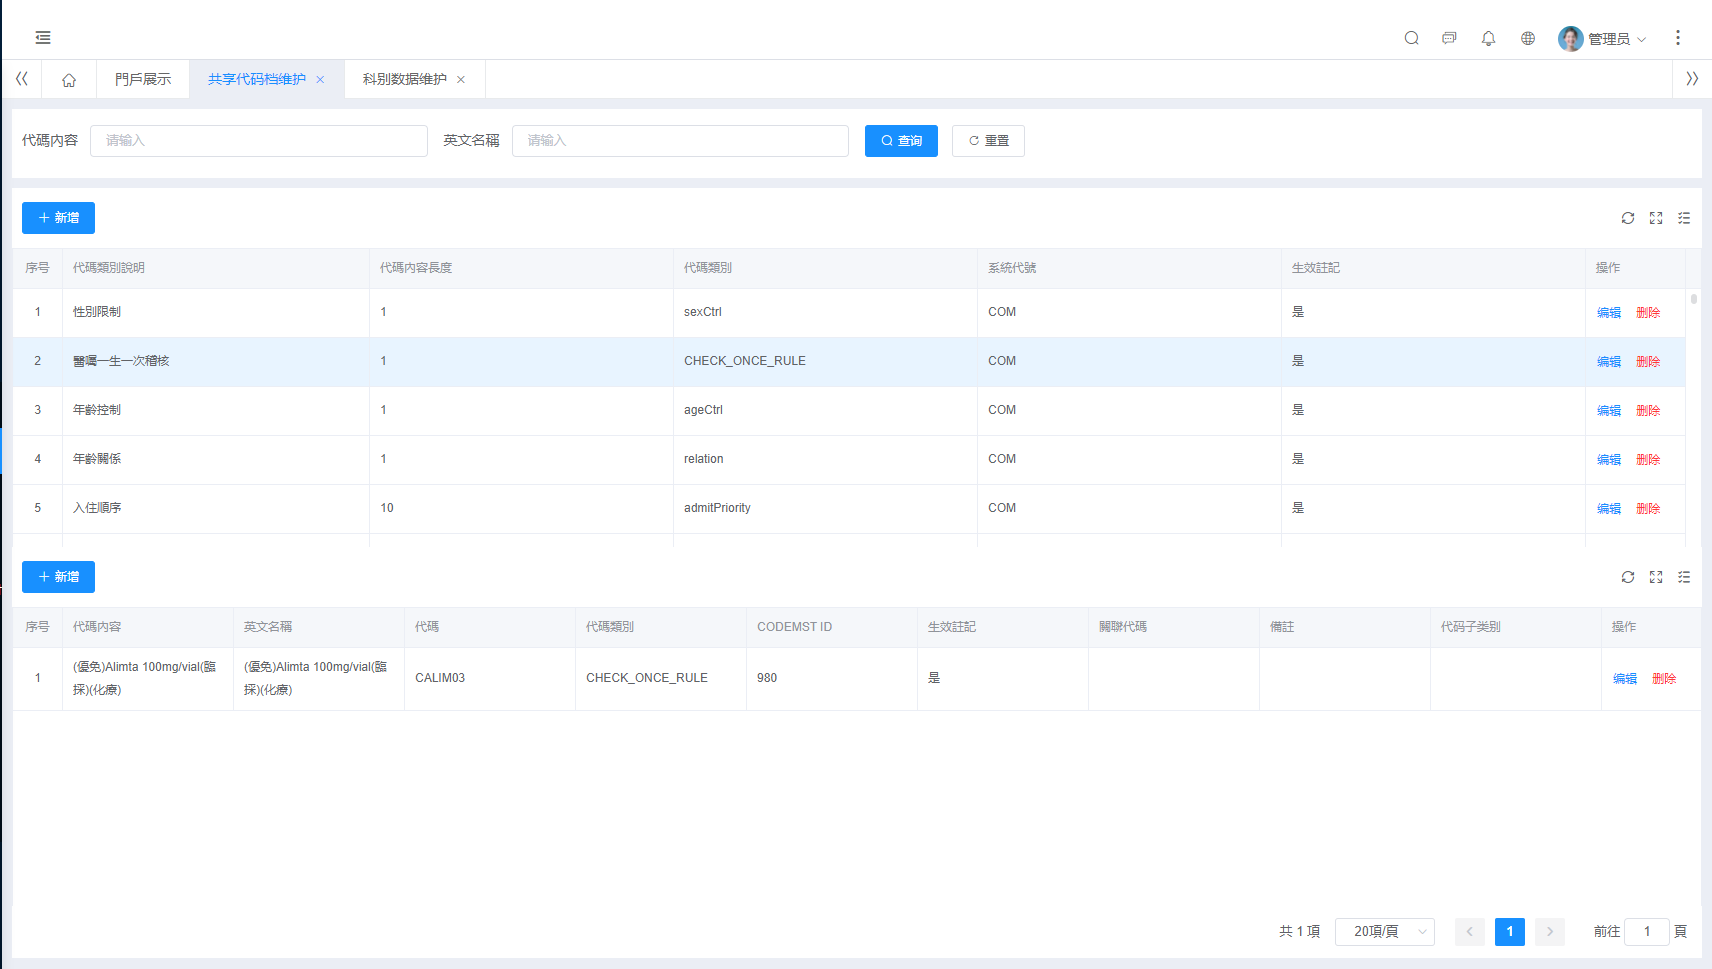 管理员
門戶展示 共享代码档维护 科别数据维护
代碼內容 请输入 英文名稱 请输入 查询 重置
新增
序号 代碼類別說明 代碼內容長度 代碼類別 系統代號 生效註記 操作
1 性別限制 1 sexCtrl COM 是 编辑 删除
2 醫囑一生一次稽核 1 CHECK_ONCE_RULE COM 是 编辑 删除
3 年齡控制 1 ageCtrl COM 是 编辑 删除
4 年齡關係 1 relation COM 是 编辑 删除
5 入住順序 10 admitPriority COM 是 编辑 删除
新增
序号 代碼內容 英文名稱 代碼 代碼類別 CODEMST ID 生效註記 關聯代碼 備註 代码子类别 操作
1 (優免)Alimta 100mg/vial(臨採)(化療) (優免)Alimta 100mg/vial(臨採)(化療) CALIM03 CHECK_ONCE_RULE 980 是 编辑 删除
共 1 項 20項/頁 1 前往 1 頁